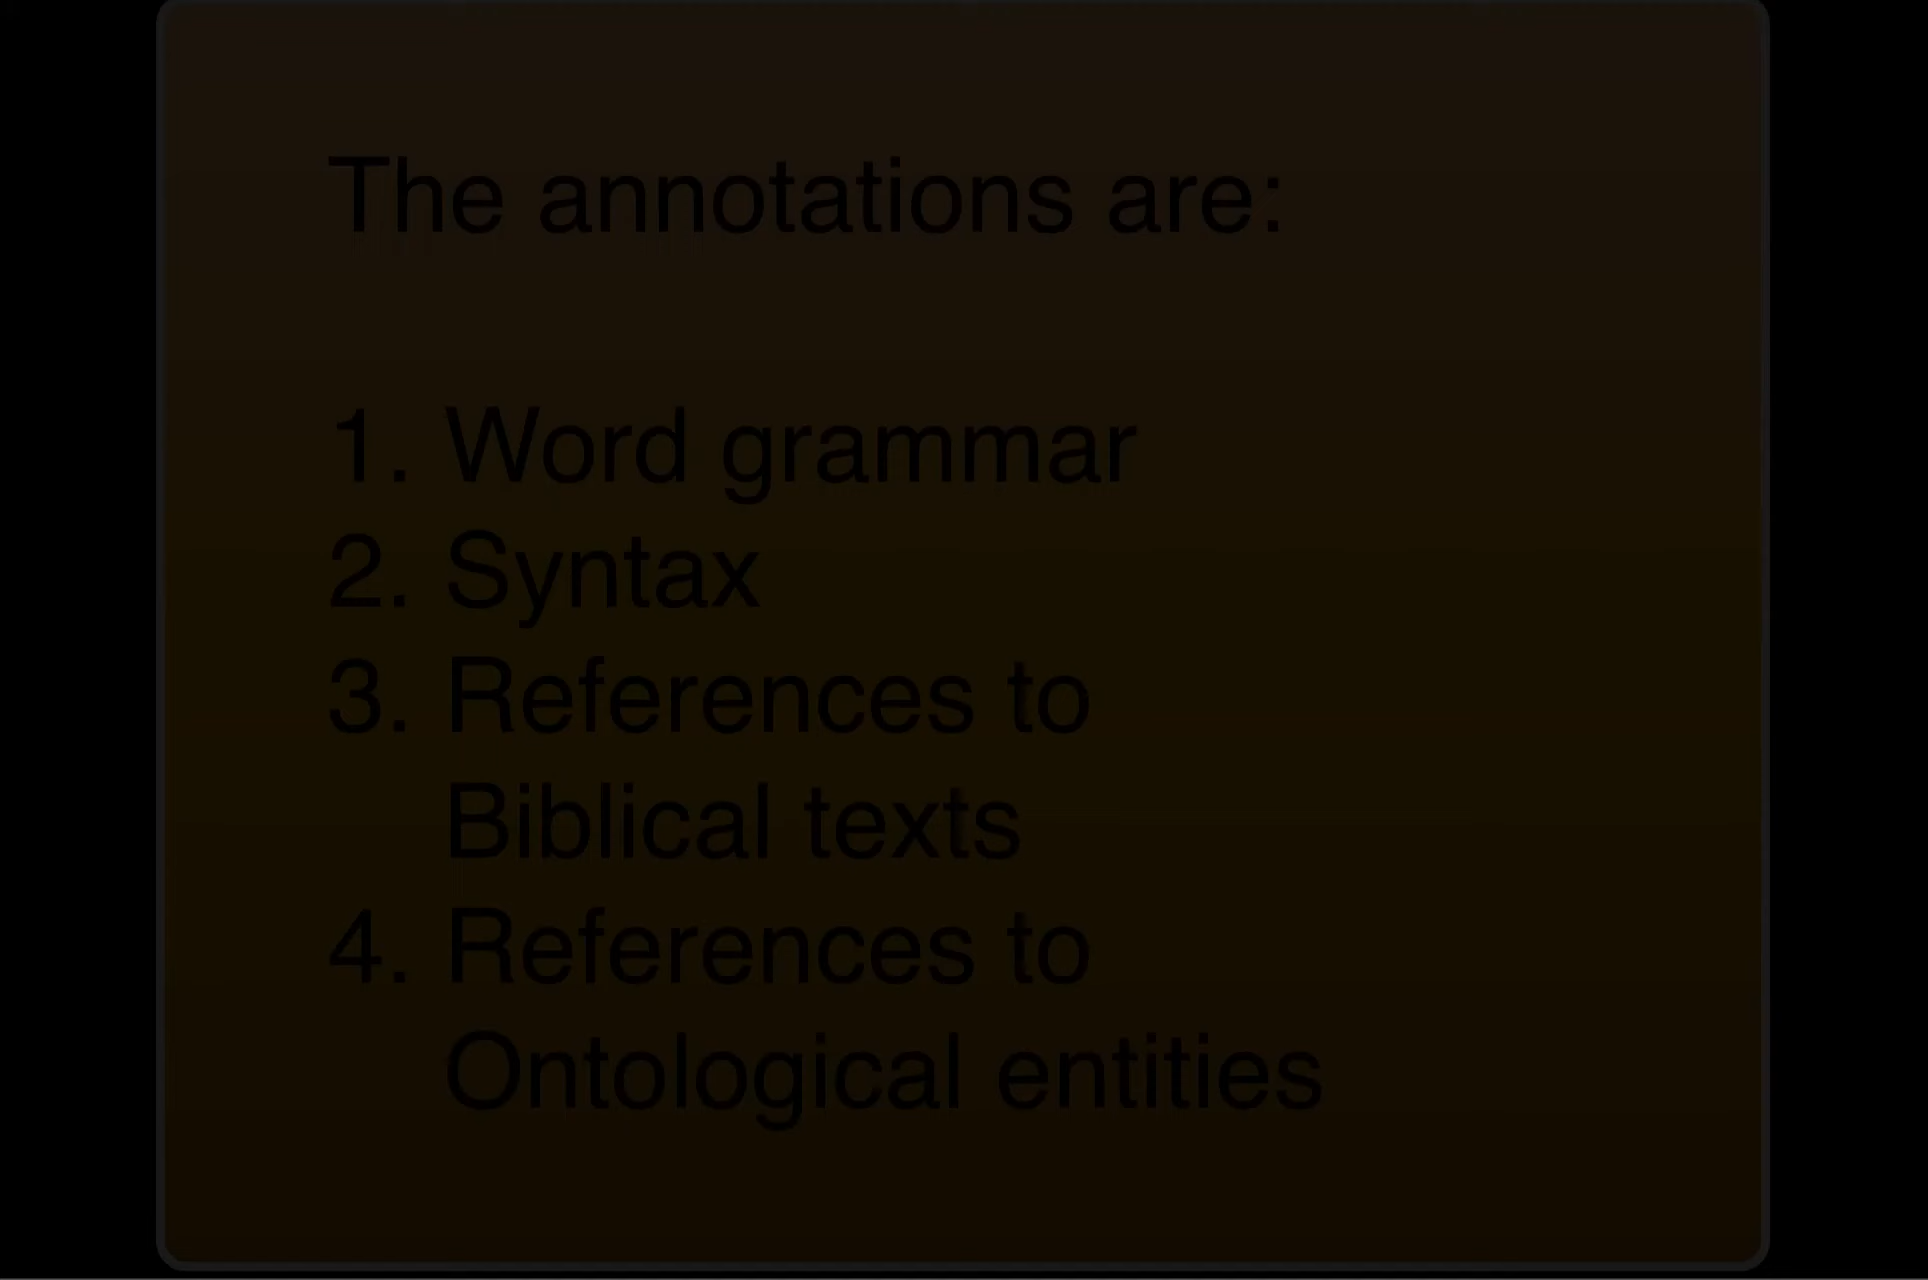 The annotations are:
1. Word grammar
2. Syntax
3. References to
Biblical texts
4. References to
Ontological entities